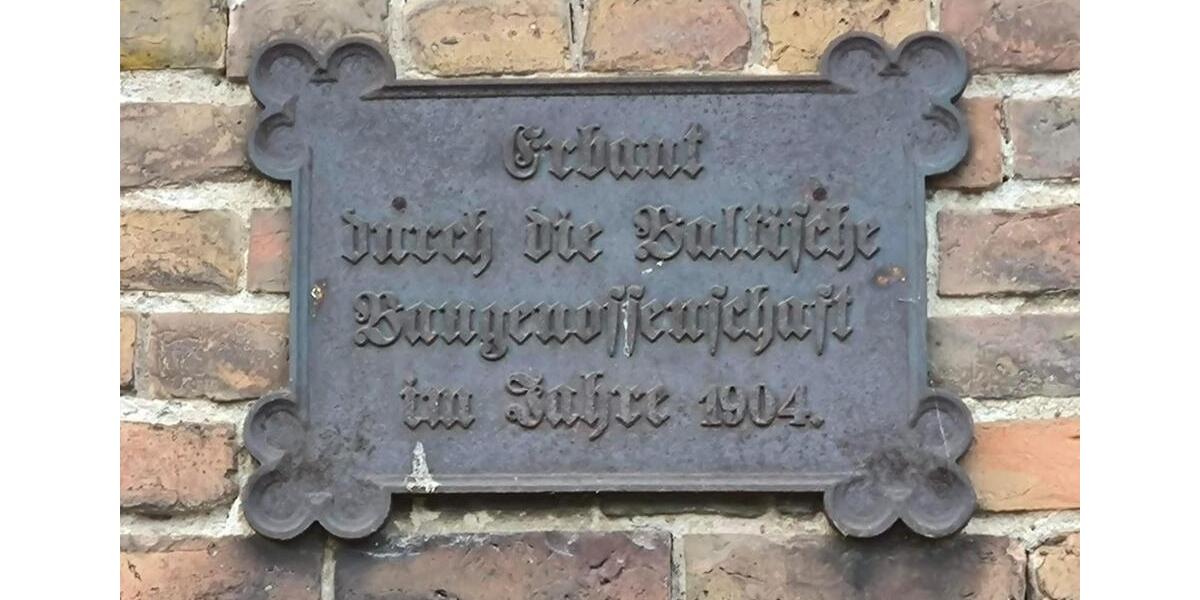 Erbaut
durch die Baltische
Baugenossenschaft
im Jahre 1904.